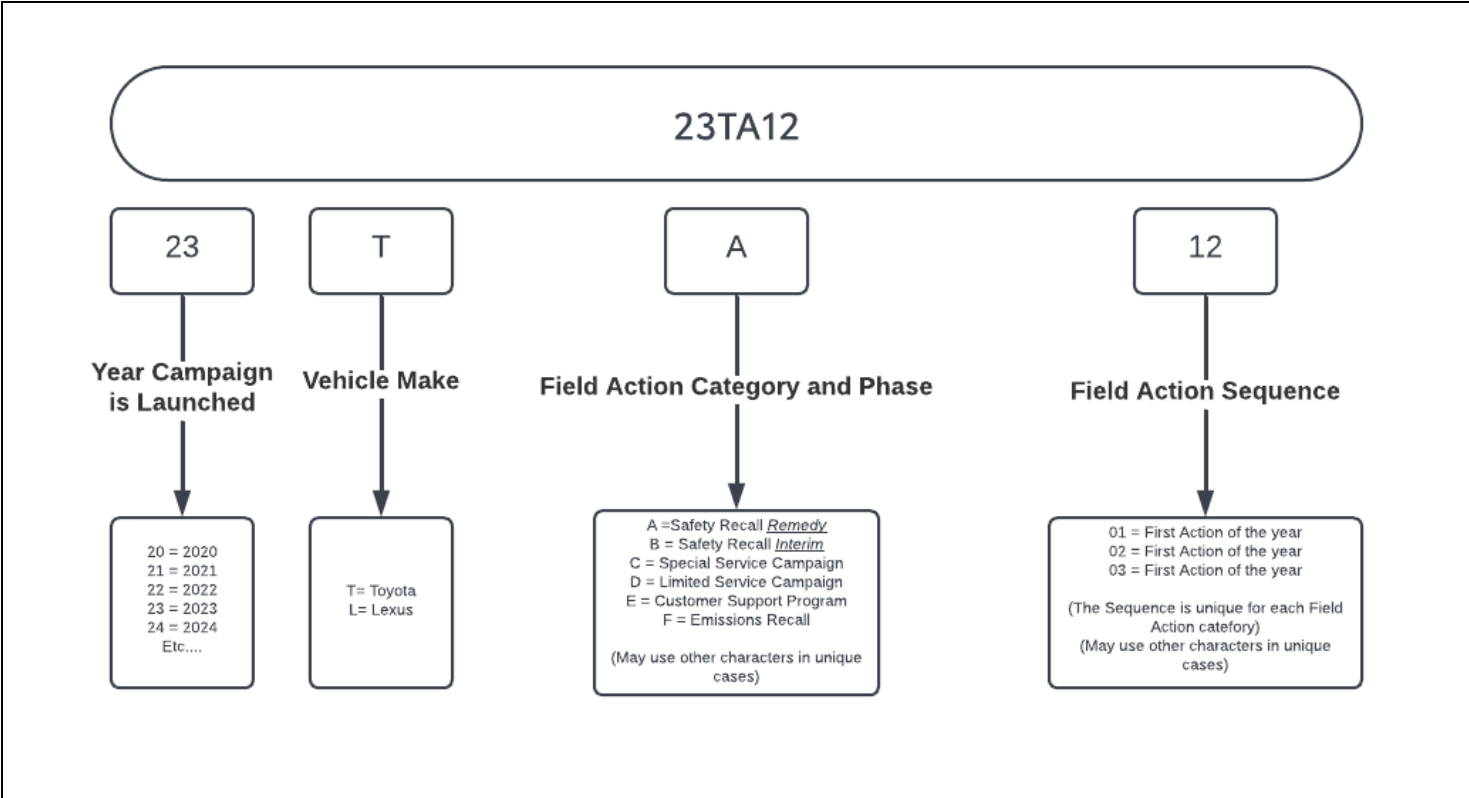 23TA12
23
T
A
12
Year Campaign
is Launched
Vehicle Make
Field Action Category and Phase
Field Action Sequence
20 = 2020
21 = 2021
22 = 2022
23 = 2023
24 = 2024
Etc....
T= Toyota
L= Lexus
A =Safety Recall Remedy
B = Safety Recall Interim
C = Special Service Campaign
D = Limited Service Campaign
E = Customer Support Program
F = Emissions Recall
(May use other characters in unique
cases)
01 = First Action of the year
02 = First Action of the year
03 = First Action of the year
(The Sequence is unique for each Field
Action catefory)
(May use other characters in unique
cases)